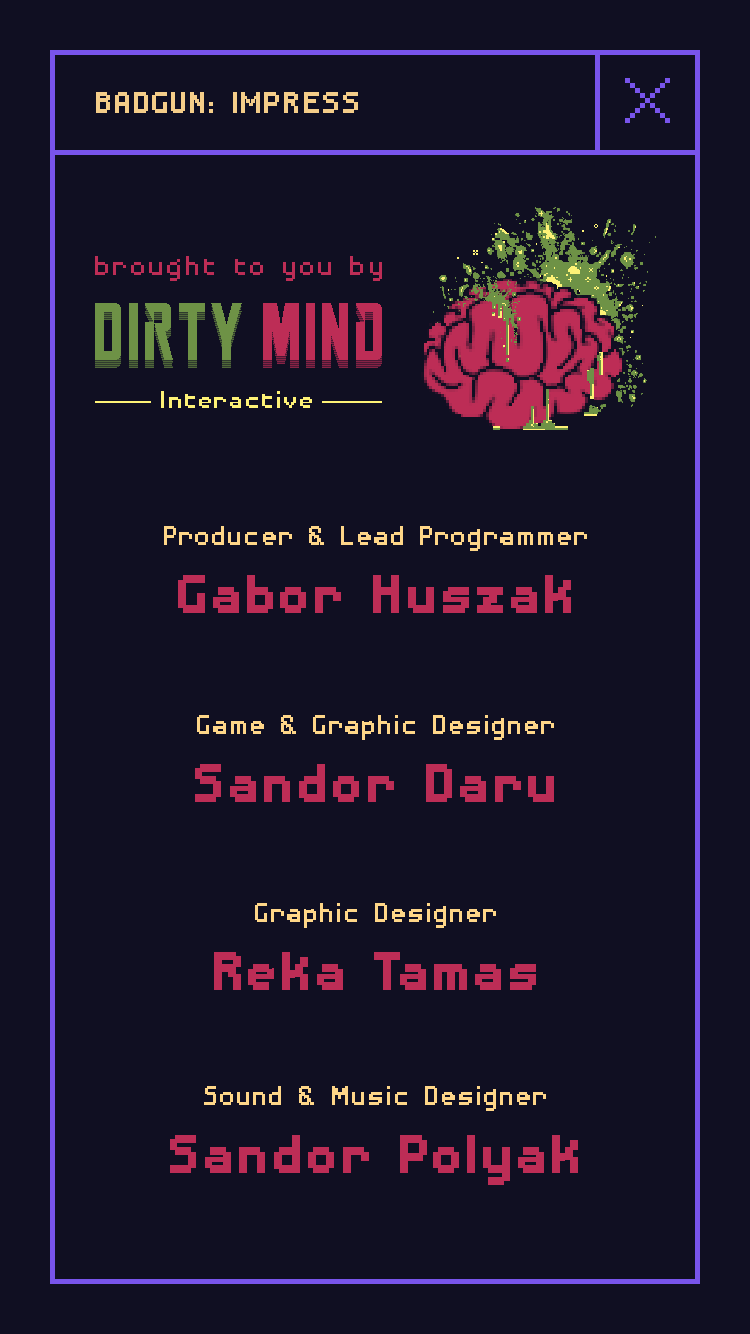 BADGUN: IMPRESS
brought to you by
DIRTY MIND
Interactive
Producer & Lead Programmer
Gabor Huszak
Game & Graphic Designer
Sandor Daru
Graphic Designer
Reka Tamas
Sound & Music Designer
Sandor Polyak